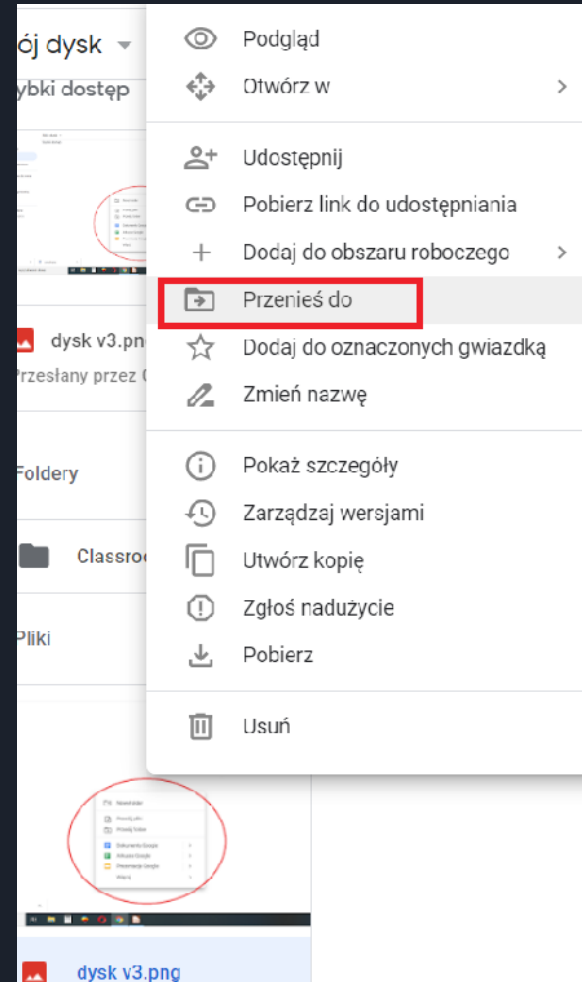 ój dysk
ybki dostęp
dysk v3.pn
Przesłany przez
Foldery
Classroo
Pliki
dysk v3.png
Podgląd
Otwórz w
Udostępnij
Pobierz link do udostępniania
Dodaj do obszaru roboczego
Przenieś do
Dodaj do oznaczonych gwiazdką
Zmień nazwę
Pokaż szczegóły
Zarządzaj wersjami
Utwórz kopię
Zgłoś nadużycie
Pobierz
Usuń